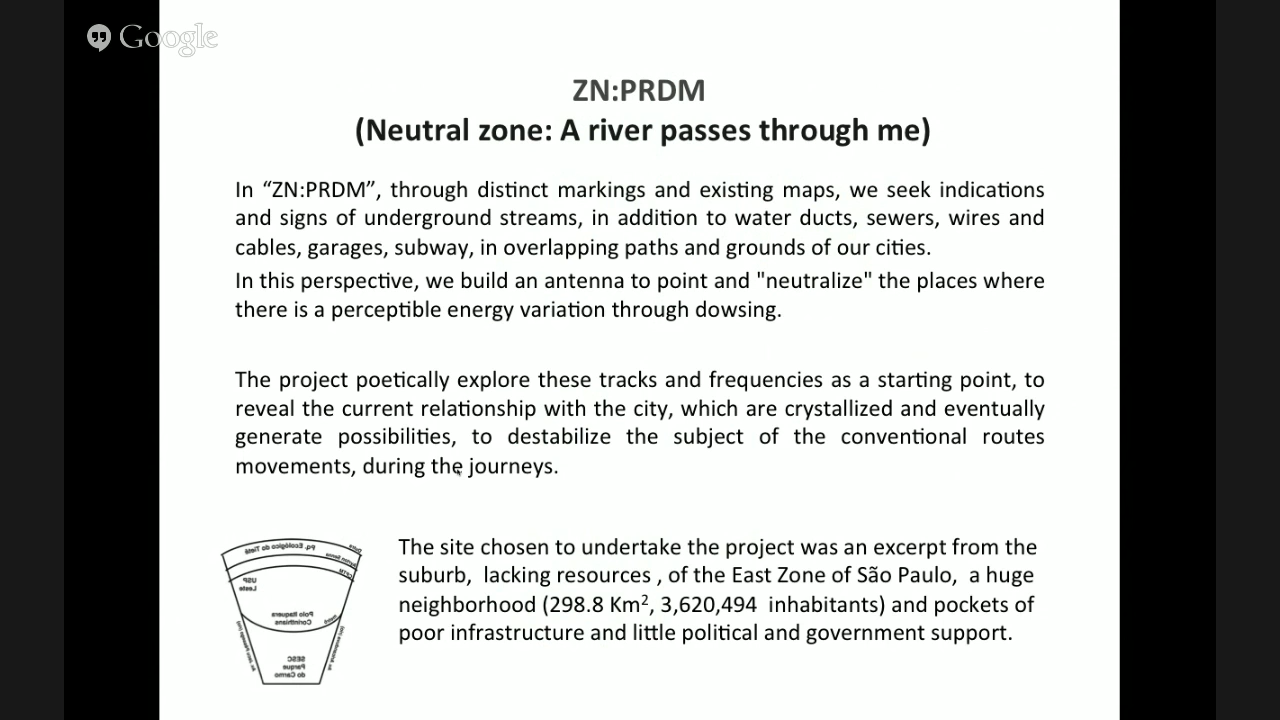 Google
ZN:PRDM
(Neutral zone: A river passes through me)
In “ZN:PRDM”, through distinct markings and existing maps, we seek indications
and signs of underground streams, in addition to water ducts, sewers, wires and
cables, garages, subway, in overlapping paths and grounds of our cities.
In this perspective, we build an antenna to point and "neutralize" the places where
there is a perceptible energy variation through dowsing.
The project poetically explore these tracks and frequencies as a starting point, to
reveal the current relationship with the city, which are crystallized and eventually
generate possibilities, to destabilize the subject of the conventional routes
movements, during the journeys.
Pq. Ecológico do Tietê
USP
Leste
Polo Itaquera
Corinthians
SESC
Parque
do Carmo
The site chosen to undertake the project was an excerpt from the
suburb, lacking resources , of the East Zone of São Paulo, a huge
neighborhood (298.8 Km², 3,620,494 inhabitants) and pockets of
poor infrastructure and little political and government support.